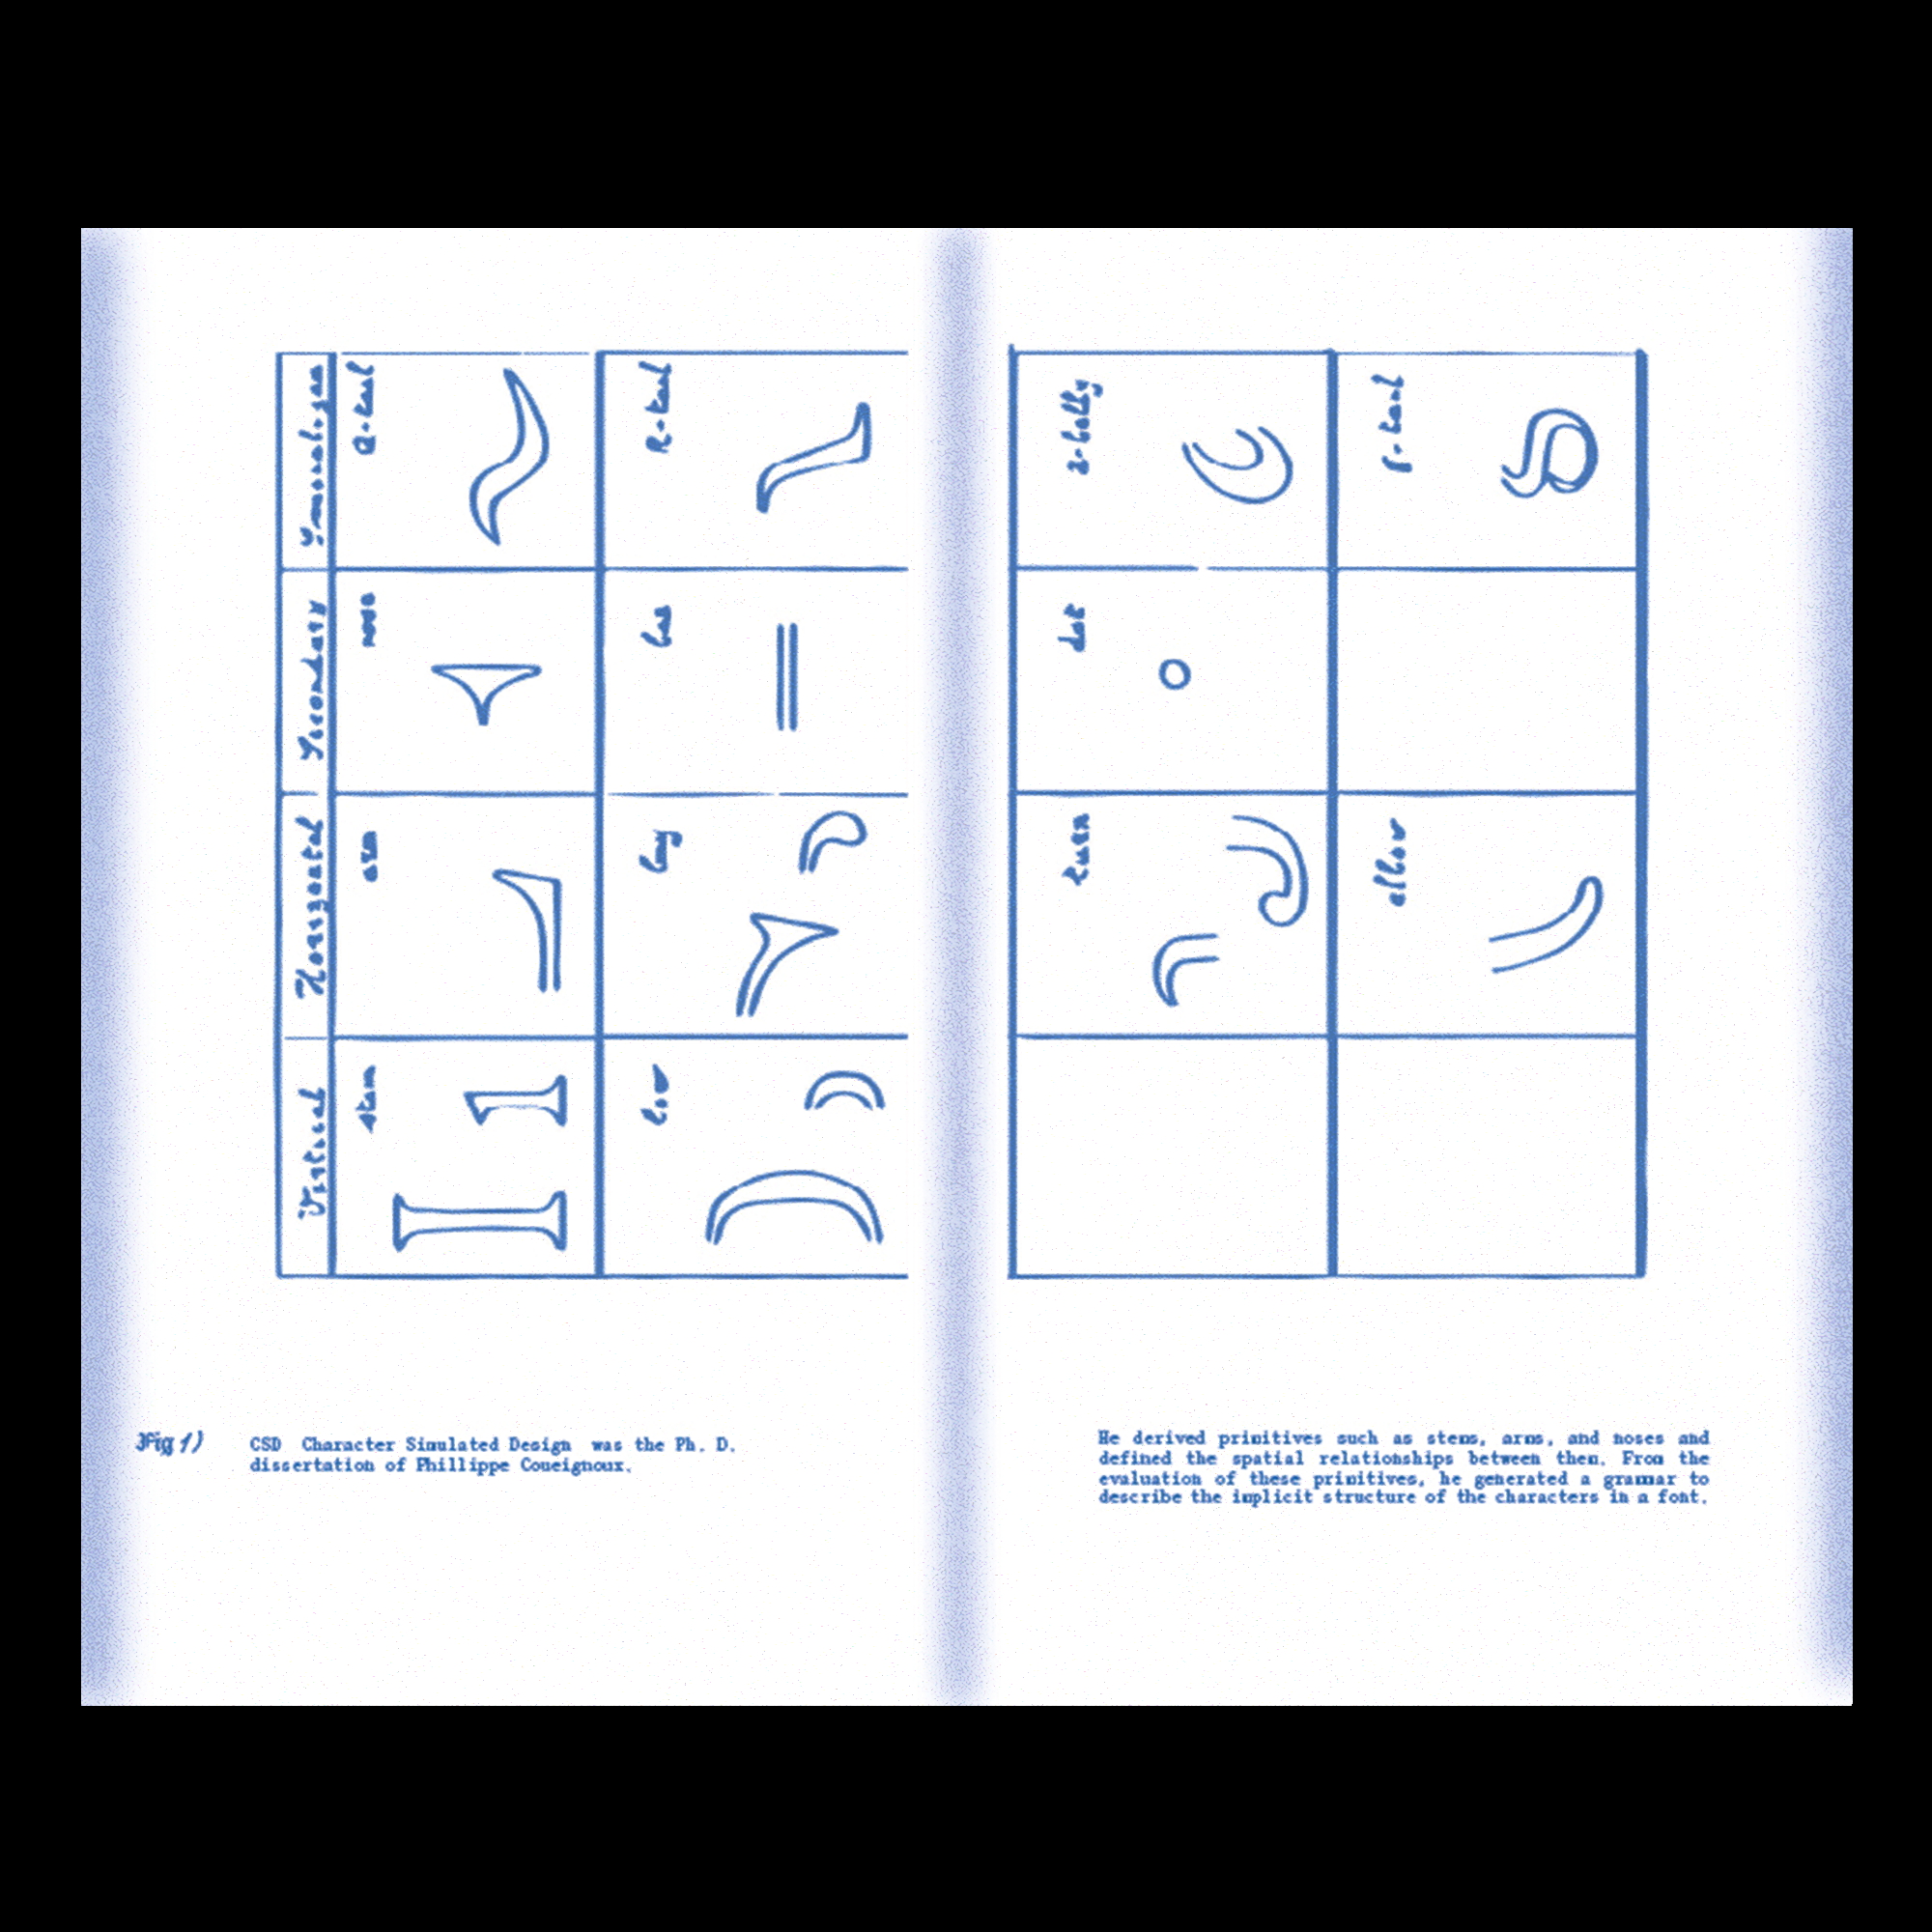 Vertical
Horizontal
Secondary
stem
arm
nose
Q-tail
bow
bay
bar
R-tail
turn
dot
z-belly
elbow
Fig 1)
CSD Character Simulated Design was the Ph. D.
dissertation of Phillippe Coueignoux.
He derived primitives such as stems, arms, and noses and
defined the spatial relationships between them. From the
evaluation of these primitives, he generated a grammar to
describe the implicit structure of the characters in a font.